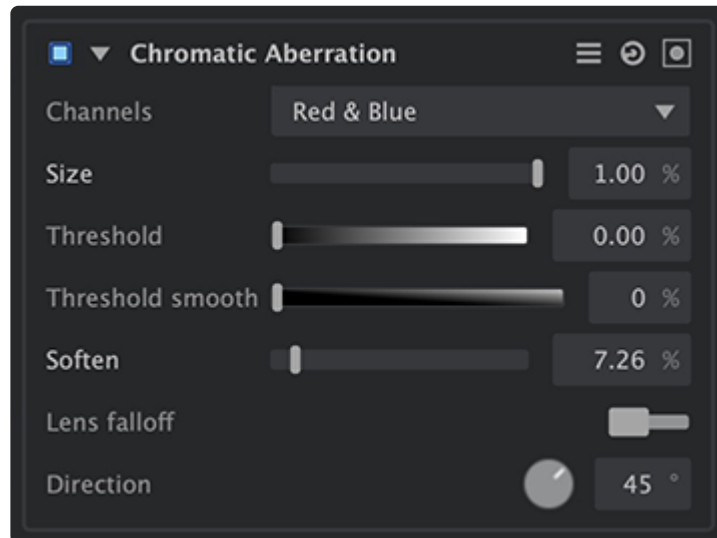 Chromatic Aberration
Channels Red & Blue
Size 1.00 %
Threshold 0.00 %
Threshold smooth 0 %
Soften 7.26 %
Lens falloff
Direction 45 °